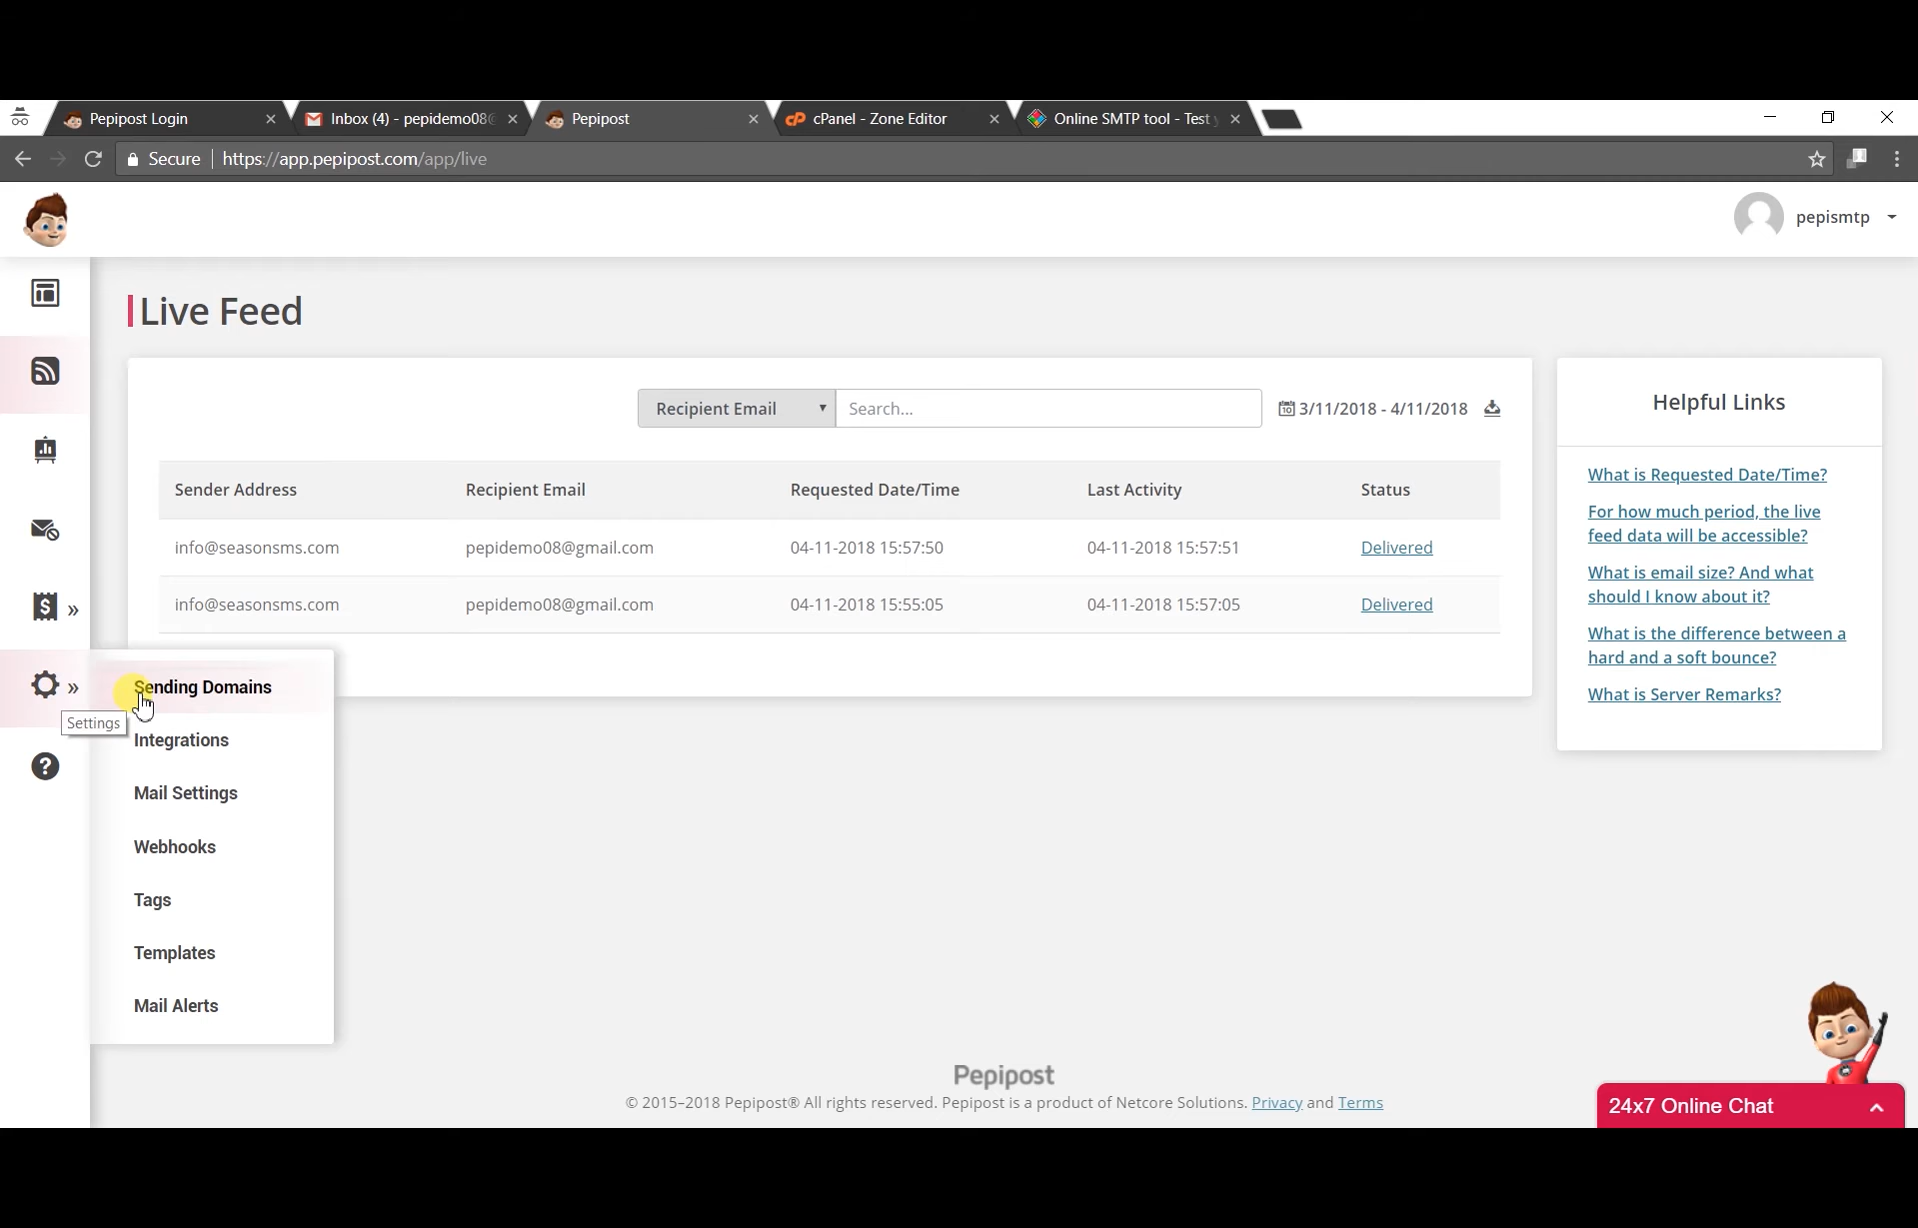 Pepipost Login
Inbox (4) - pepidemo08@
Pepipost
cPanel - Zone Editor
Online SMTP tool - Test y
Secure
https://app.pepipost.com/app/live
pepismtp
Live Feed
Recipient Email
Search...
3/11/2018 - 4/11/2018
Sender Address Recipient Email Requested Date/Time Last Activity Status
info@seasonsms.com pepidemo08@gmail.com 04-11-2018 15:57:50 04-11-2018 15:57:51 Delivered
info@seasonsms.com pepidemo08@gmail.com 04-11-2018 15:55:05 04-11-2018 15:57:05 Delivered
Helpful Links
What is Requested Date/Time?
For how much period, the live
feed data will be accessible?
What is email size? And what
should I know about it?
What is the difference between a
hard and a soft bounce?
What is Server Remarks?
Settings
Sending Domains
Integrations
Mail Settings
Webhooks
Tags
Templates
Mail Alerts
Pepipost
© 2015–2018 Pepipost® All rights reserved. Pepipost is a product of Netcore Solutions. Privacy and Terms
24x7 Online Chat